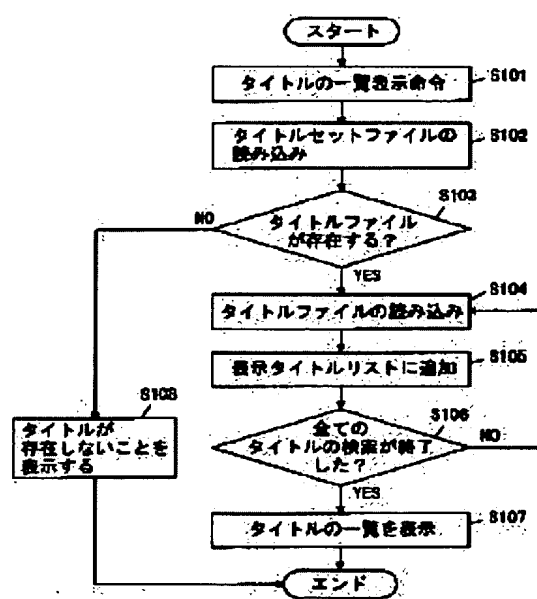 スタート
タイトルの一覧表示命令
S101
タイトルセットファイルの
読み込み
S102
S103
タイトルファイル
が存在する?
NO
YES
タイトルファイルの読み込み
S104
表示タイトルリストに追加
S105
S106
全ての
タイトルの検索が終了
した?
NO
YES
S108
タイトルが
存在しないことを
表示する
タイトルの一覧を表示
S107
エンド